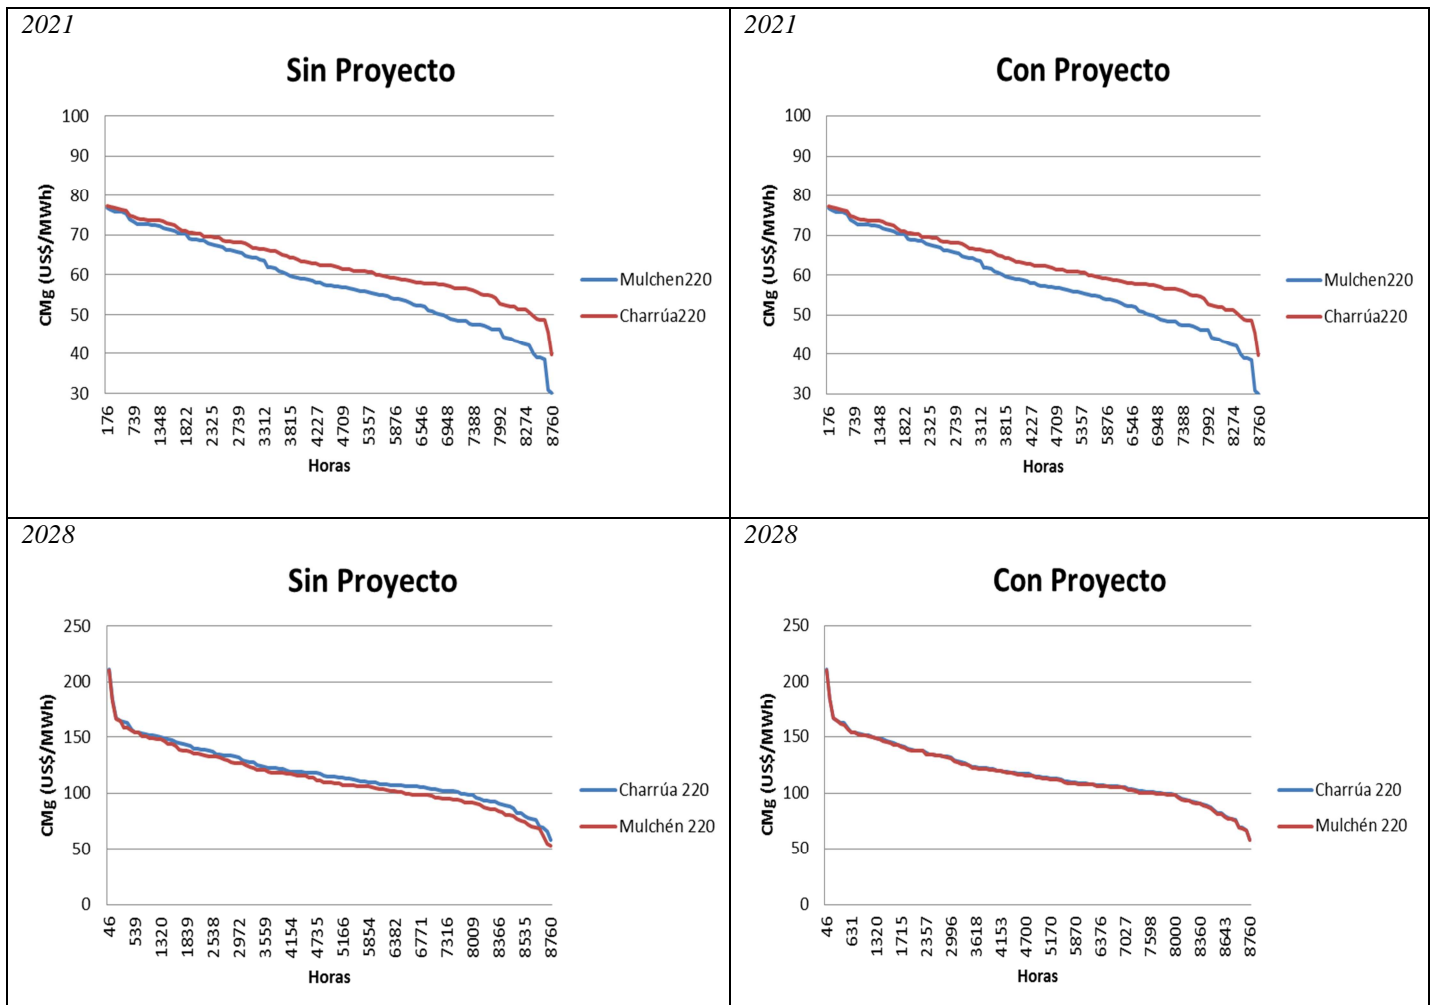 2021
Sin Proyecto
CMg (US$/MWh)
100
90
80
70
60
50
40
30
176 739 1348 1822 2325 2739 3312 3815 4227 4709 5357 5876 6546 6948 7388 7992 8274 8760
Horas
Mulchen220
Charrúa220
2021
Con Proyecto
CMg (US$/MWh)
100
90
80
70
60
50
40
30
176 739 1348 1822 2325 2739 3312 3815 4227 4709 5357 5876 6546 6948 7388 7992 8274 8760
Horas
Mulchen220
Charrúa220
2028
Sin Proyecto
CMg (US$/MWh)
250
200
150
100
50
0
46 539 1320 1839 2538 2972 3559 4154 4735 5166 5854 6382 6771 7316 8009 8366 8535 8760
Horas
Charrúa 220
Mulchén 220
2028
Con Proyecto
CMg (US$/MWh)
250
200
150
100
50
0
46 631 1320 1715 2357 2996 3618 4153 4700 5170 5870 6376 7027 7598 8000 8360 8643 8760
Horas
Charrúa 220
Mulchén 220